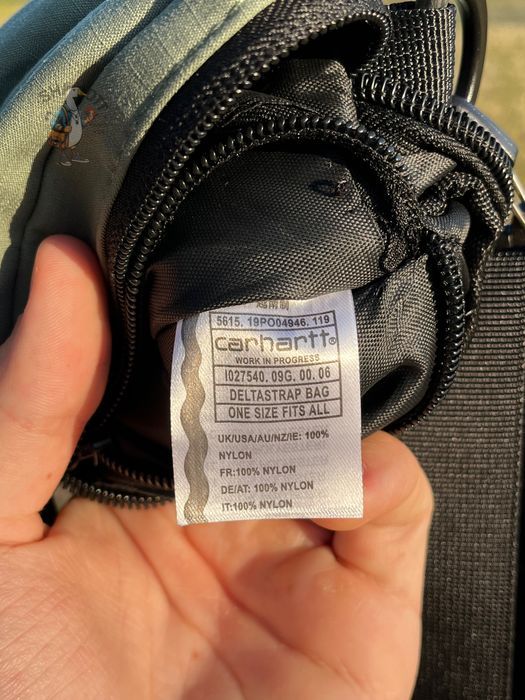 5615. 19PO04946. 119
carhartt®
WORK IN PROGRESS
I027540. 09G. 00. 06
DELTASTRAP BAG
ONE SIZE FITS ALL
UK/USA/AU/NZ/IE: 100%
NYLON
FR:100% NYLON
DE/AT: 100% NYLON
IT:100% NYLON